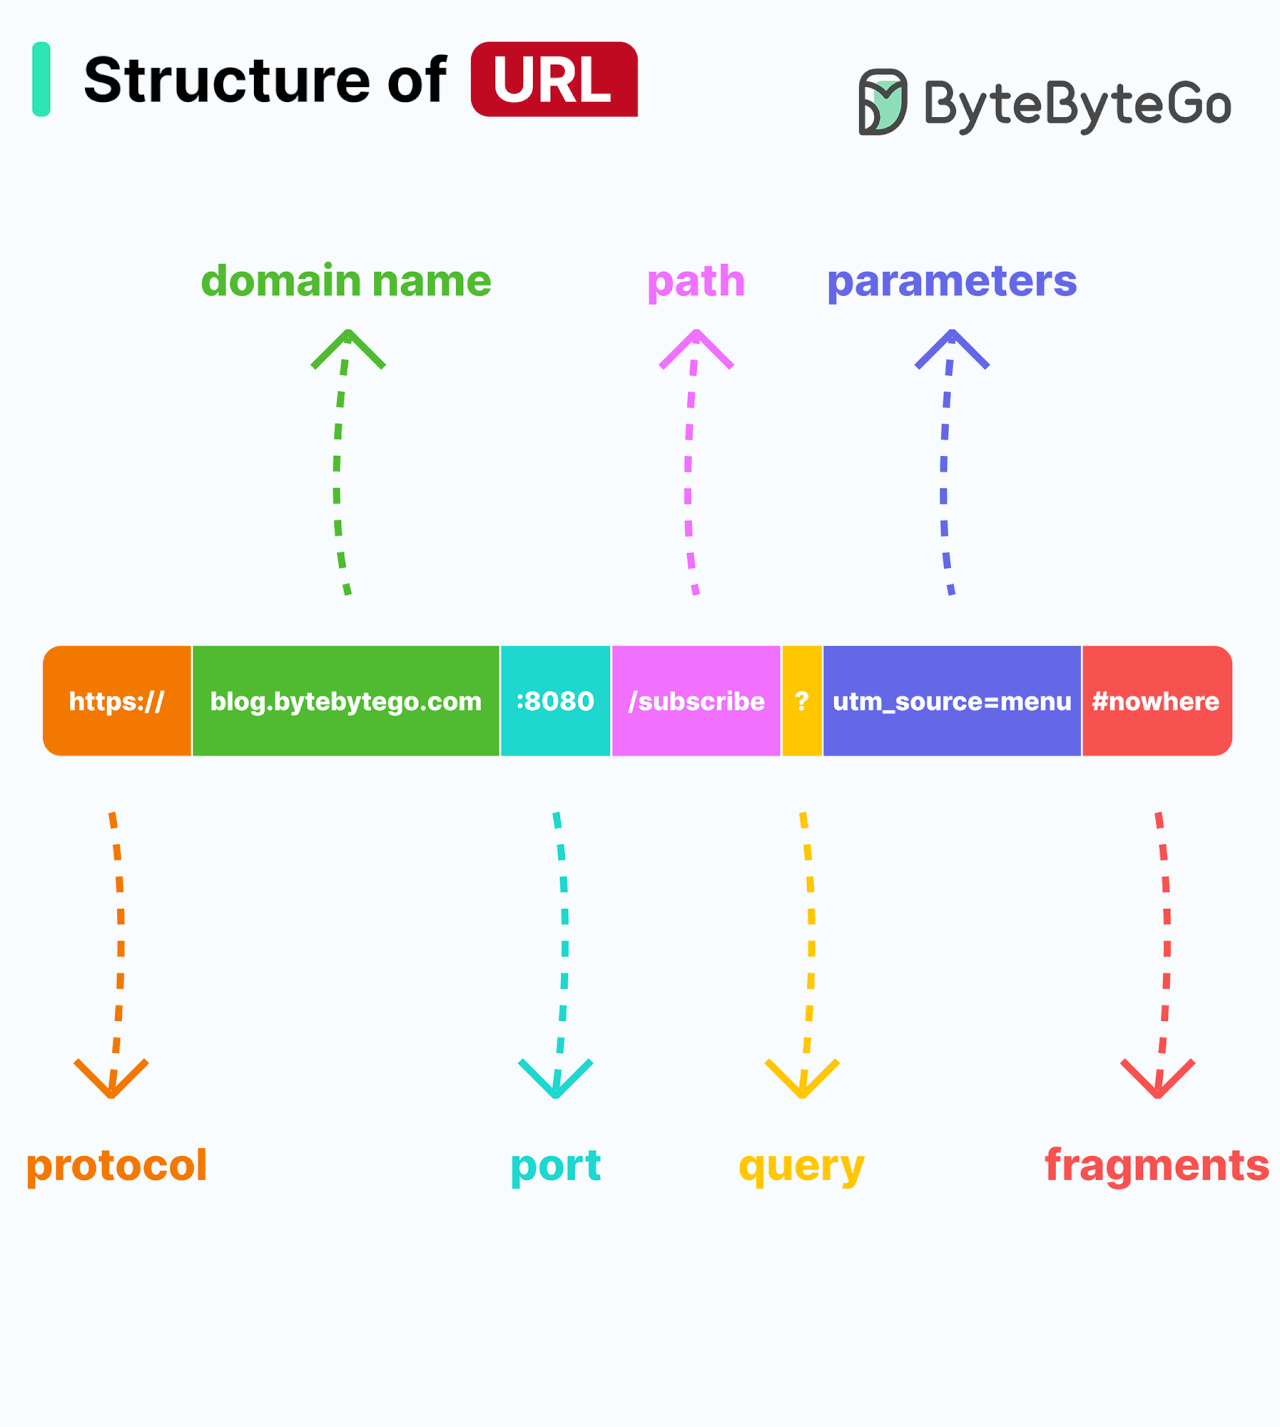 Structure of URL
ByteByteGo
domain name path parameters
https:// blog.bytebytego.com :8080 /subscribe ? utm_source=menu #nowhere
protocol port query fragments